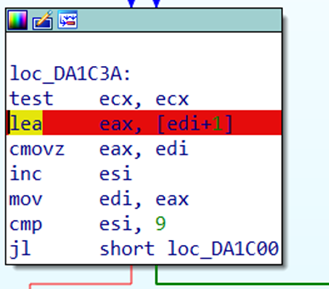 loc_DA1C3A:
test ecx, ecx
lea eax, [edi+1]
cmovz eax, edi
inc esi
mov edi, eax
cmp esi, 9
jl short loc_DA1C00